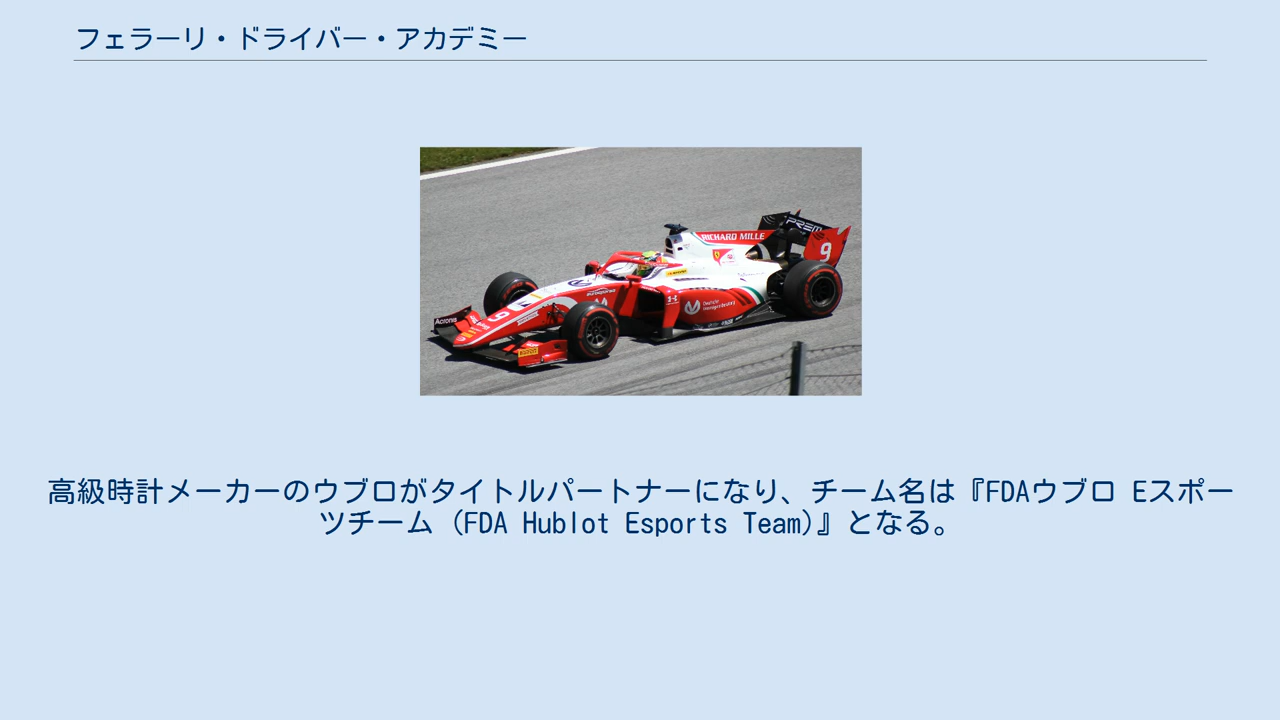 フェラーリ・ドライバー・アカデミー
PREM
RICHARD MILLE
9
Acronis
9
PIRELLI
高級時計メーカーのウブロがタイトルパートナーになり、チーム名は『FDAウブロ Eスポー
ツチーム (FDA Hublot Esports Team)』となる。